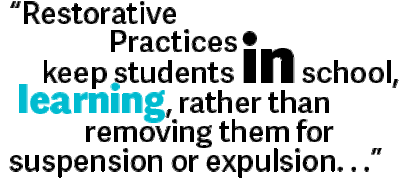 “Restorative
Practices
keep students in school,
learning, rather than
removing them for
suspension or expulsion. . .”